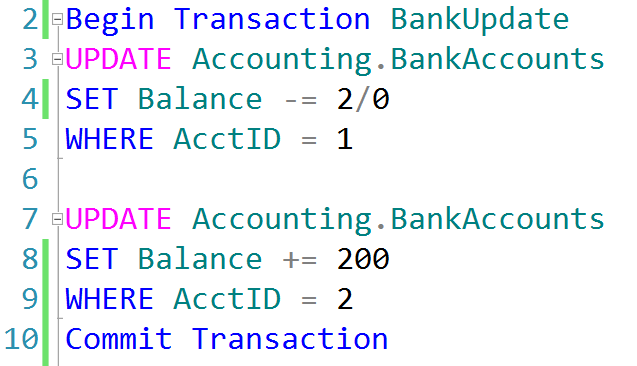 2 Begin Transaction BankUpdate
3 UPDATE Accounting.BankAccounts
4 SET Balance -= 2/0
5 WHERE AcctID = 1
6
7 UPDATE Accounting.BankAccounts
8 SET Balance += 200
9 WHERE AcctID = 2
10 Commit Transaction